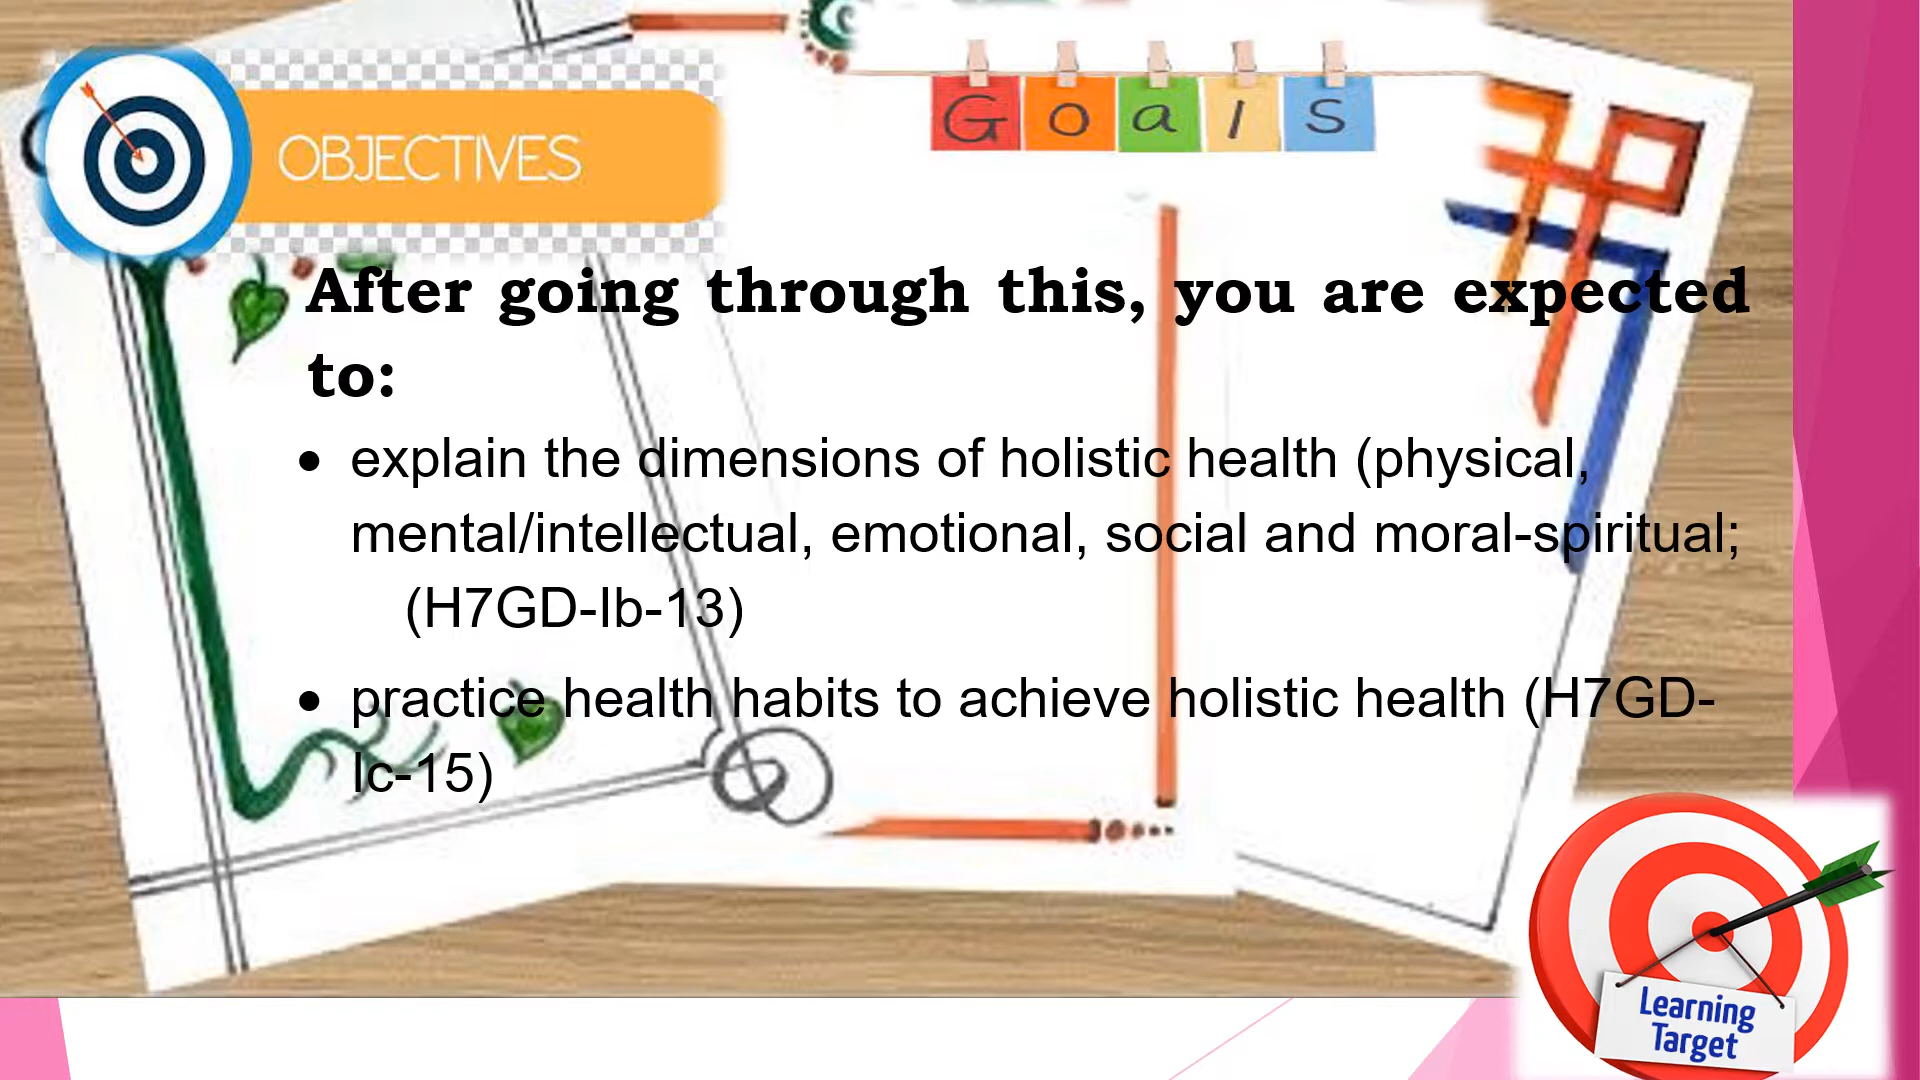 OBJECTIVES
Goals
After going through this, you are expected
to:
• explain the dimensions of holistic health (physical,
mental/intellectual, emotional, social and moral-spiritual;
(H7GD-Ib-13)
• practice health habits to achieve holistic health (H7GD-
Ic-15)
Learning
Target